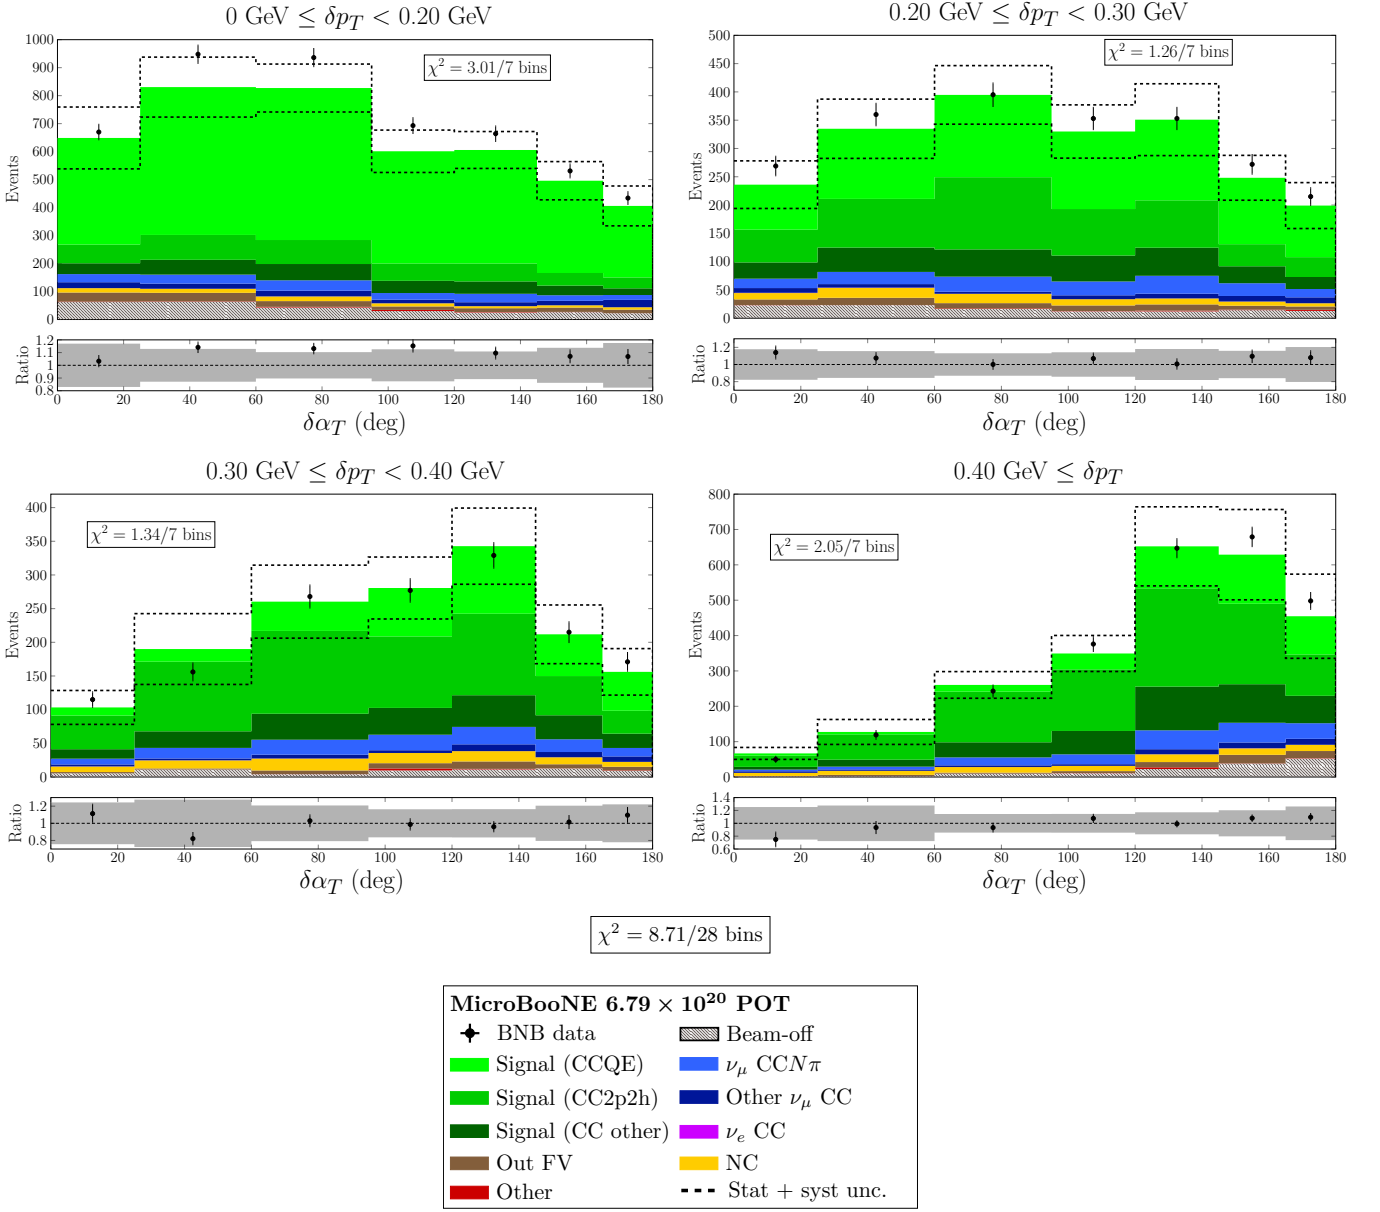 0 GeV ≤ δp_T < 0.20 GeV
1000
900
800
700
600
500
400
300
200
100
0
Events
χ² = 3.01/7 bins
1.2
1.1
1
0.9
0.8
Ratio
0 20 40 60 80 100 120 140 160 180
δα_T (deg)
0.20 GeV ≤ δp_T < 0.30 GeV
500
450
400
350
300
250
200
150
100
50
0
Events
χ² = 1.26/7 bins
1.2
1
0.8
Ratio
0 20 40 60 80 100 120 140 160 180
δα_T (deg)
0.30 GeV ≤ δp_T < 0.40 GeV
400
350
300
250
200
150
100
50
0
Events
χ² = 1.34/7 bins
1.2
1
0.8
Ratio
0 20 40 60 80 100 120 140 160 180
δα_T (deg)
0.40 GeV ≤ δp_T
800
700
600
500
400
300
200
100
0
Events
χ² = 2.05/7 bins
1.4
1.2
1
0.8
0.6
Ratio
0 20 40 60 80 100 120 140 160 180
δα_T (deg)
χ² = 8.71/28 bins
MicroBooNE 6.79 × 10²⁰ POT
BNB data
Beam-off
Signal (CCQE)
ν_μ CCNπ
Signal (CC2p2h)
Other ν_μ CC
Signal (CC other)
ν_e CC
Out FV
NC
Other
Stat + syst unc.